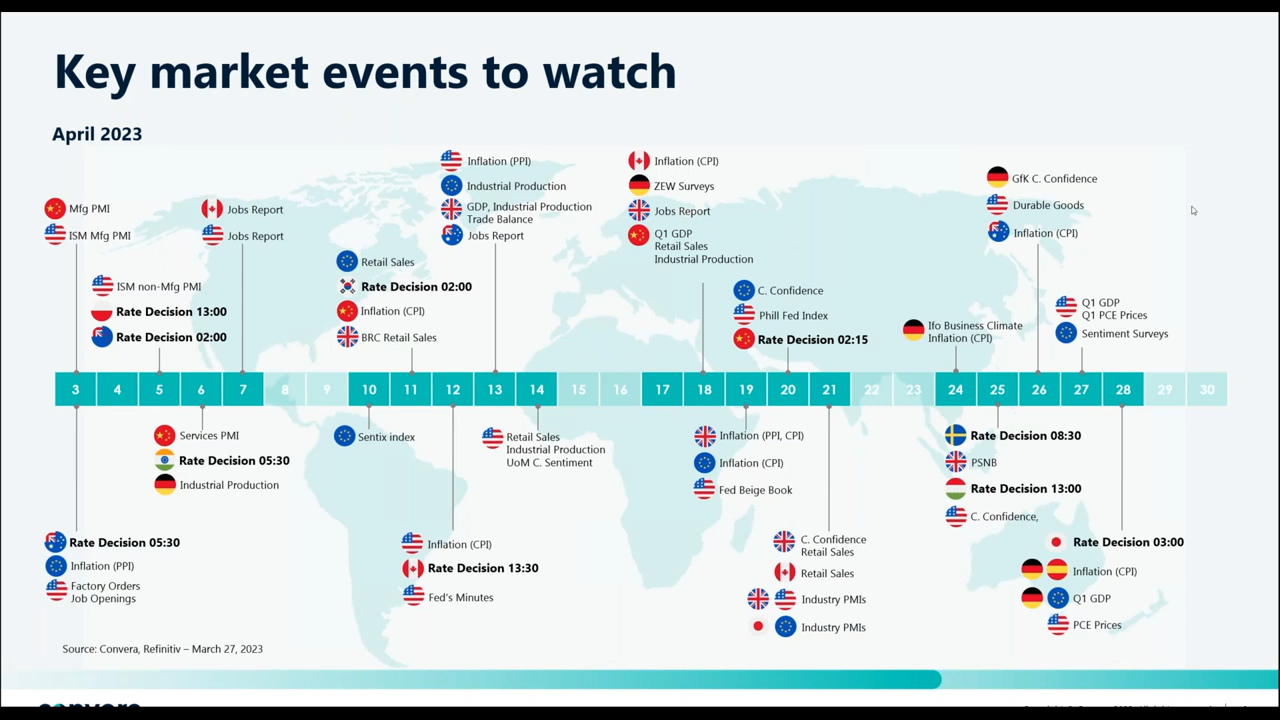 Key market events to watch
April 2023
Mfg PMI
ISM Mfg PMI
Jobs Report
Jobs Report
Inflation (PPI)
Industrial Production
GDP, Industrial Production
Trade Balance
Jobs Report
Inflation (CPI)
ZEW Surveys
Jobs Report
Q1 GDP
Retail Sales
Industrial Production
GfK C. Confidence
Durable Goods
Inflation (CPI)
ISM non-Mfg PMI
Rate Decision 13:00
Rate Decision 02:00
Retail Sales
Rate Decision 02:00
Inflation (CPI)
BRC Retail Sales
C. Confidence
Phill Fed Index
Rate Decision 02:15
Ifo Business Climate
Inflation (CPI)
Q1 GDP
Q1 PCE Prices
Sentiment Surveys
3 4 5 6 7 8 9 10 11 12 13 14 15 16 17 18 19 20 21 22 23 24 25 26 27 28 29 30
Services PMI
Rate Decision 05:30
Industrial Production
Sentix index
Retail Sales
Industrial Production
UoM C. Sentiment
Inflation (PPI, CPI)
Inflation (CPI)
Fed Beige Book
Rate Decision 08:30
PSNB
Rate Decision 13:00
C. Confidence,
Rate Decision 05:30
Inflation (PPI)
Factory Orders
Job Openings
Inflation (CPI)
Rate Decision 13:30
Fed's Minutes
C. Confidence
Retail Sales
Retail Sales
Industry PMIs
Industry PMIs
Rate Decision 03:00
Inflation (CPI)
Q1 GDP
PCE Prices
Source: Convera, Refinitiv – March 27, 2023
convera